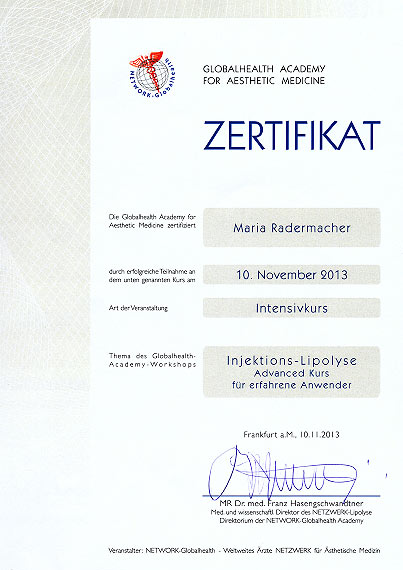 NETWORK-Globalhealth
GLOBALHEALTH ACADEMY
FOR AESTHETIC MEDICINE
ZERTIFIKAT
Die Globalhealth Academy for
Aesthetic Medicine zertifiziert
Maria Radermacher
durch erfolgreiche Teilnahme an
dem unten genannten Kurs am
10. November 2013
Art der Veranstaltung
Intensivkurs
Thema des Globalhealth-
Academy-Workshops
Injektions-Lipolyse
Advanced Kurs
für erfahrene Anwender
Frankfurt a.M., 10.11.2013
MR Dr. med. Franz Hasengschwandtner
Med und wissenschaftl Direktor des NETZWERK-Lipolyse
Direktorium der NETWORK-Globalhealth Academy
Veranstalter: NETWORK-Globalhealth - Weltweites Ärzte NETZWERK für Ästhetische Medizin